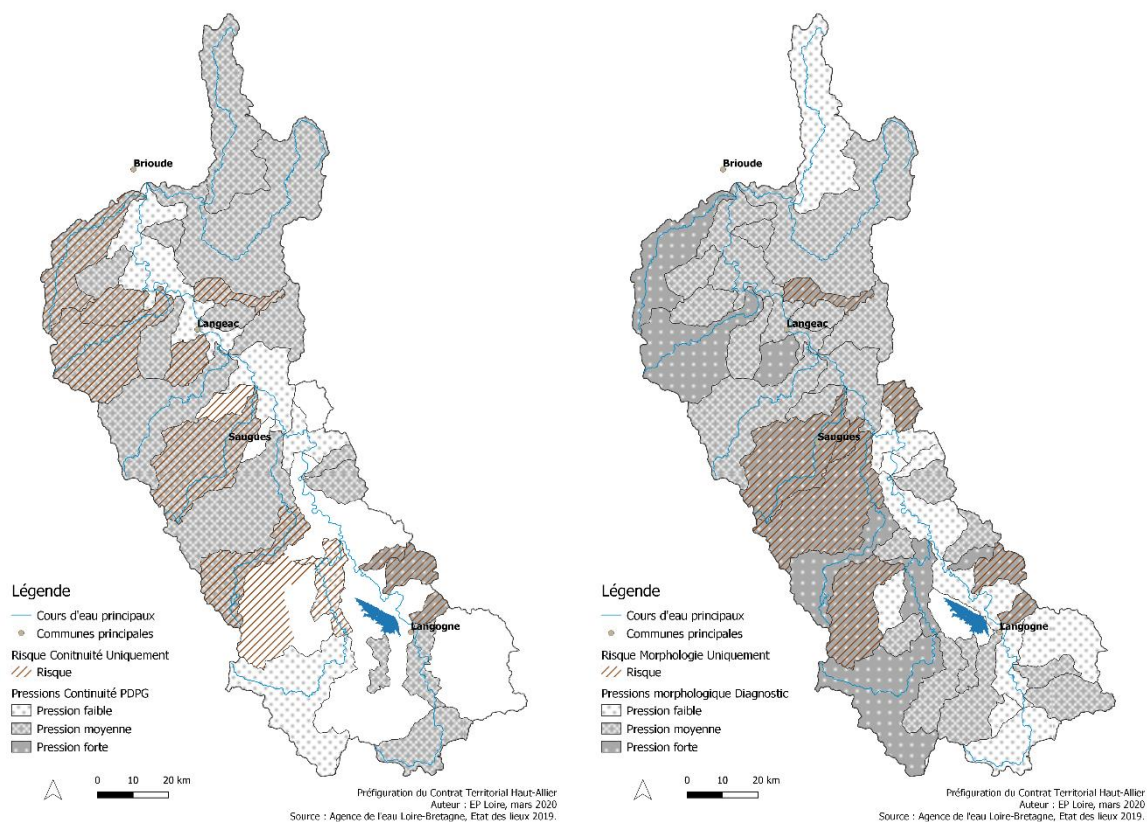 Brioude
Langeac
Saugues
Langogne
Légende
Cours d'eau principaux
Communes principales
Risque Continuité Uniquement
Risque
Pressions Continuité PDPG
Pression faible
Pression moyenne
Pression forte
0 10 20 km
Préfiguration du Contrat Territorial Haut-Allier
Auteur : EP Loire, mars 2020
Source : Agence de l'eau Loire-Bretagne, Etat des lieux 2019.
Brioude
Langeac
Saugues
Langogne
Légende
Cours d'eau principaux
Communes principales
Risque Morphologie Uniquement
Risque
Pressions morphologique Diagnostic
Pression faible
Pression moyenne
Pression forte
0 10 20 km
Préfiguration du Contrat Territorial Haut-Allier
Auteur : EP Loire, mars 2020
Source : Agence de l'eau Loire-Bretagne, Etat des lieux 2019.